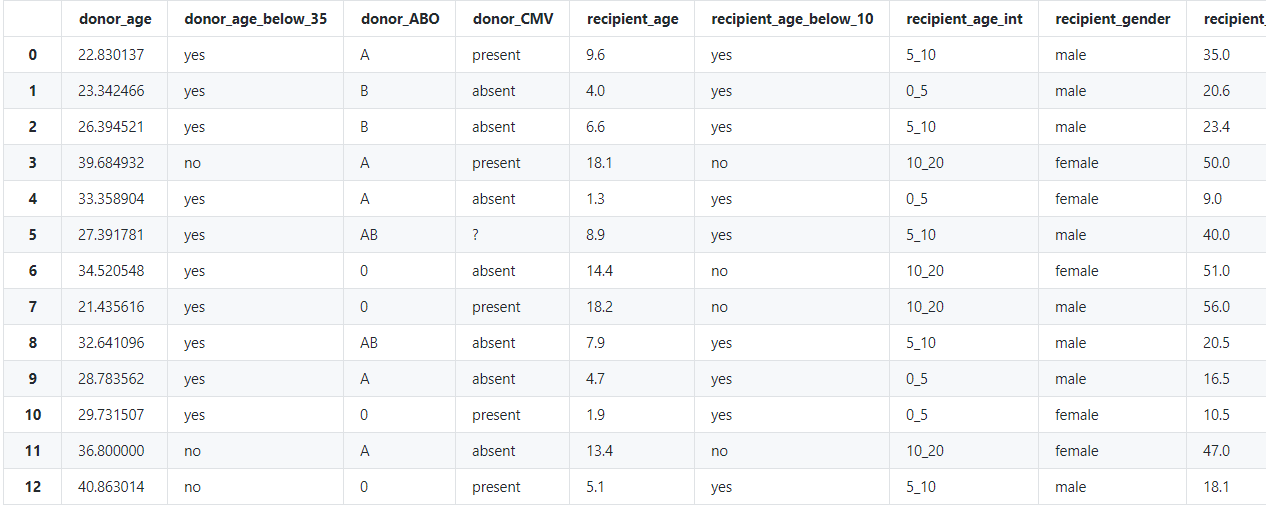 donor_age donor_age_below_35 donor_ABO donor_CMV recipient_age recipient_age_below_10 recipient_age_int recipient_gender recipient_
0 22.830137 yes A present 9.6 yes 5_10 male 35.0
1 23.342466 yes B absent 4.0 yes 0_5 male 20.6
2 26.394521 yes B absent 6.6 yes 5_10 male 23.4
3 39.684932 no A present 18.1 no 10_20 female 50.0
4 33.358904 yes A absent 1.3 yes 0_5 female 9.0
5 27.391781 yes AB ? 8.9 yes 5_10 male 40.0
6 34.520548 yes 0 absent 14.4 no 10_20 female 51.0
7 21.435616 yes 0 present 18.2 no 10_20 male 56.0
8 32.641096 yes AB absent 7.9 yes 5_10 male 20.5
9 28.783562 yes A absent 4.7 yes 0_5 male 16.5
10 29.731507 yes 0 present 1.9 yes 0_5 female 10.5
11 36.800000 no A absent 13.4 no 10_20 female 47.0
12 40.863014 no 0 present 5.1 yes 5_10 male 18.1